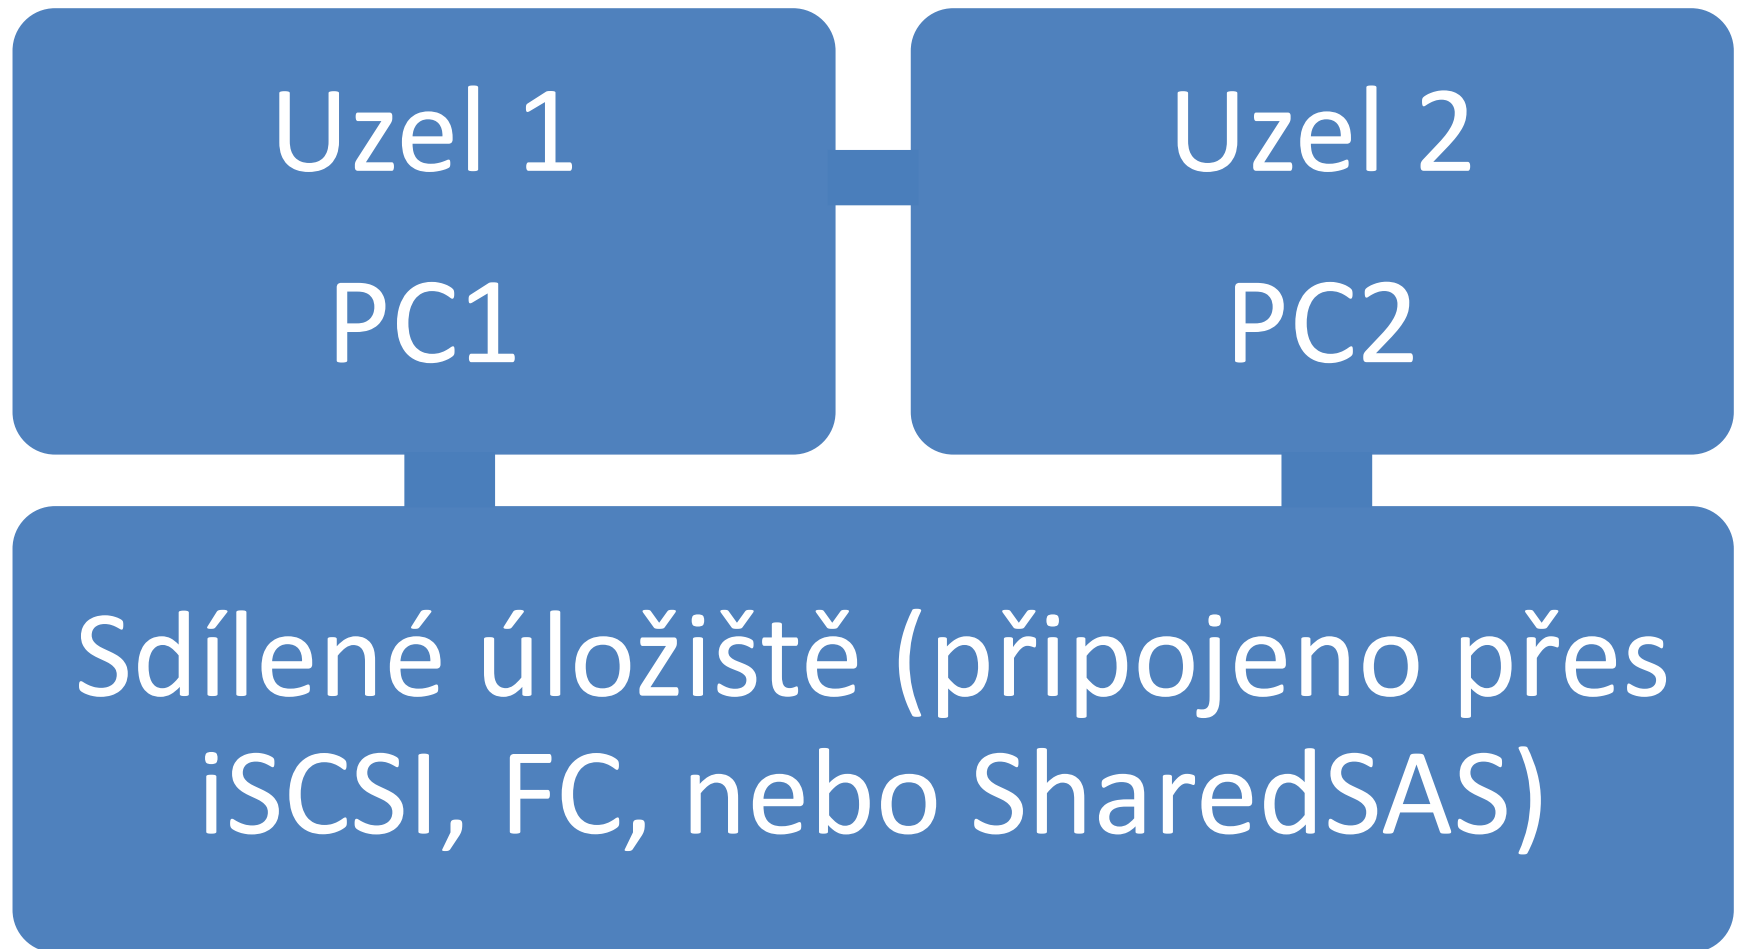 Uzel 1
PC1
Uzel 2
PC2
Sdílené úložiště (připojeno přes
iSCSI, FC, nebo SharedSAS)